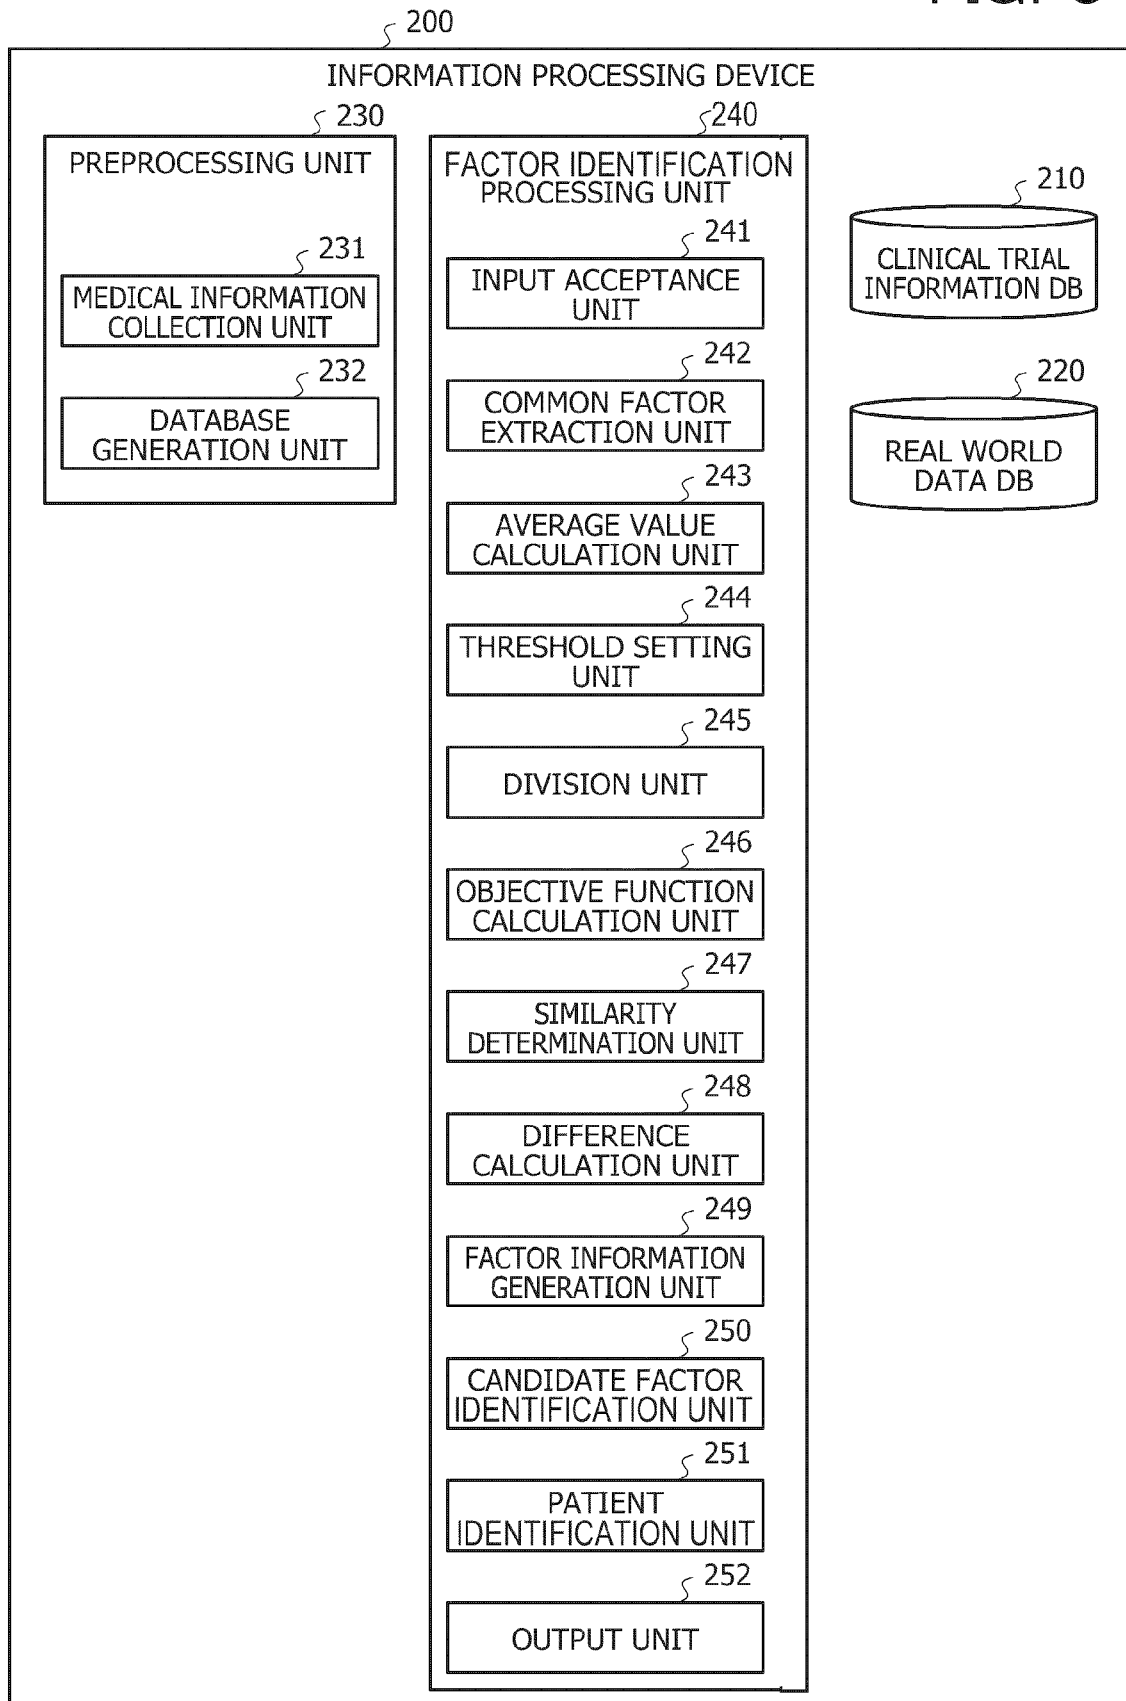 200
INFORMATION PROCESSING DEVICE
230
PREPROCESSING UNIT
231
MEDICAL INFORMATION
COLLECTION UNIT
232
DATABASE
GENERATION UNIT
240
FACTOR IDENTIFICATION
PROCESSING UNIT
241
INPUT ACCEPTANCE
UNIT
242
COMMON FACTOR
EXTRACTION UNIT
243
AVERAGE VALUE
CALCULATION UNIT
244
THRESHOLD SETTING
UNIT
245
DIVISION UNIT
246
OBJECTIVE FUNCTION
CALCULATION UNIT
247
SIMILARITY
DETERMINATION UNIT
248
DIFFERENCE
CALCULATION UNIT
249
FACTOR INFORMATION
GENERATION UNIT
250
CANDIDATE FACTOR
IDENTIFICATION UNIT
251
PATIENT
IDENTIFICATION UNIT
252
OUTPUT UNIT
210
CLINICAL TRIAL
INFORMATION DB
220
REAL WORLD
DATA DB